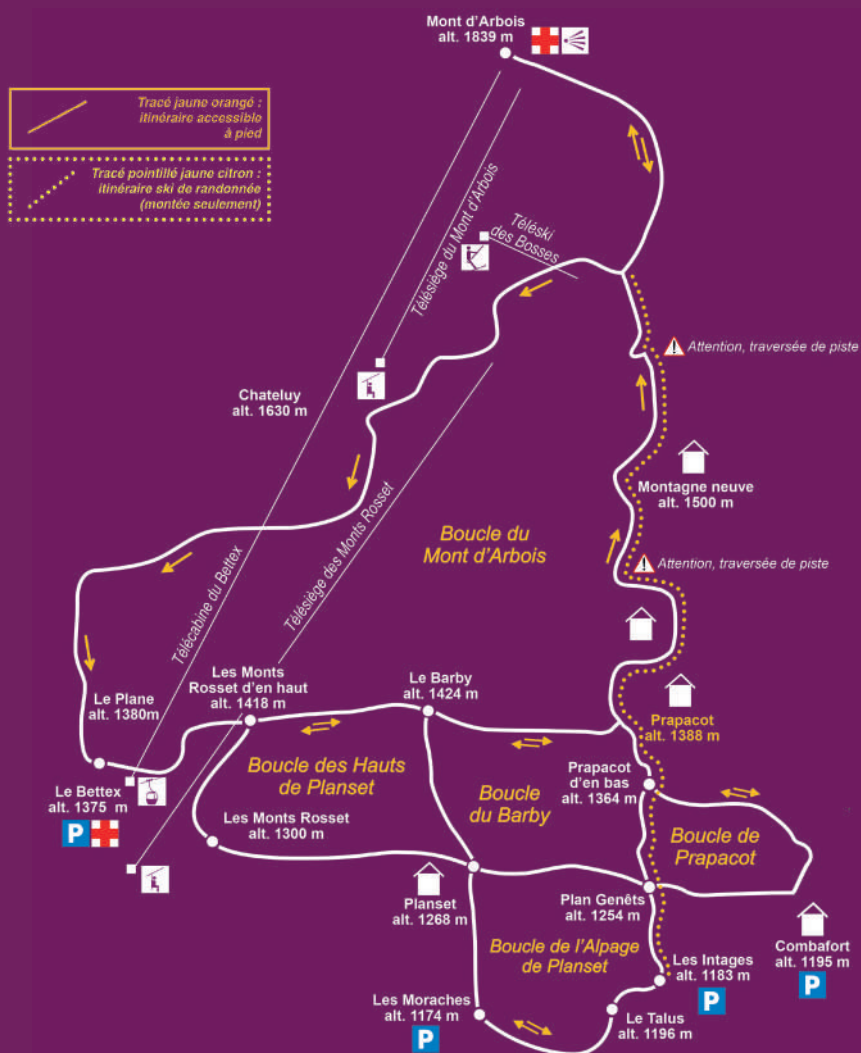 Mont d'Arbois
alt. 1839 m
Tracé jaune orangé :
itinéraire accessible
à pied
Tracé pointillé jaune citron :
itinéraire ski de randonnée
(montée seulement)
Télésiège du Mont d'Arbois
Téléski
des Bosses
Attention, traversée de piste
Chateluy
alt. 1630 m
Montagne neuve
alt. 1500 m
Télésiège des Monts Rosset
Boucle du
Mont d'Arbois
Télécabine du Bettex
Attention, traversée de piste
Les Monts
Rosset d'en haut
alt. 1418 m
Le Barby
alt. 1424 m
Le Plane
alt. 1380m
Prapacot
alt. 1388 m
Boucle des Hauts
de Planset
Prapacot
d'en bas
alt. 1364 m
Le Bettex
alt. 1375 m
P
Boucle
du Barby
Les Monts Rosset
alt. 1300 m
Boucle de
Prapacot
Planset
alt. 1268 m
Plan Genêts
alt. 1254 m
Combafort
alt. 1195 m
P
Boucle de l'Alpage
de Planset
Les Intages
alt. 1183 m
P
Les Moraches
alt. 1174 m
P
Le Talus
alt. 1196 m